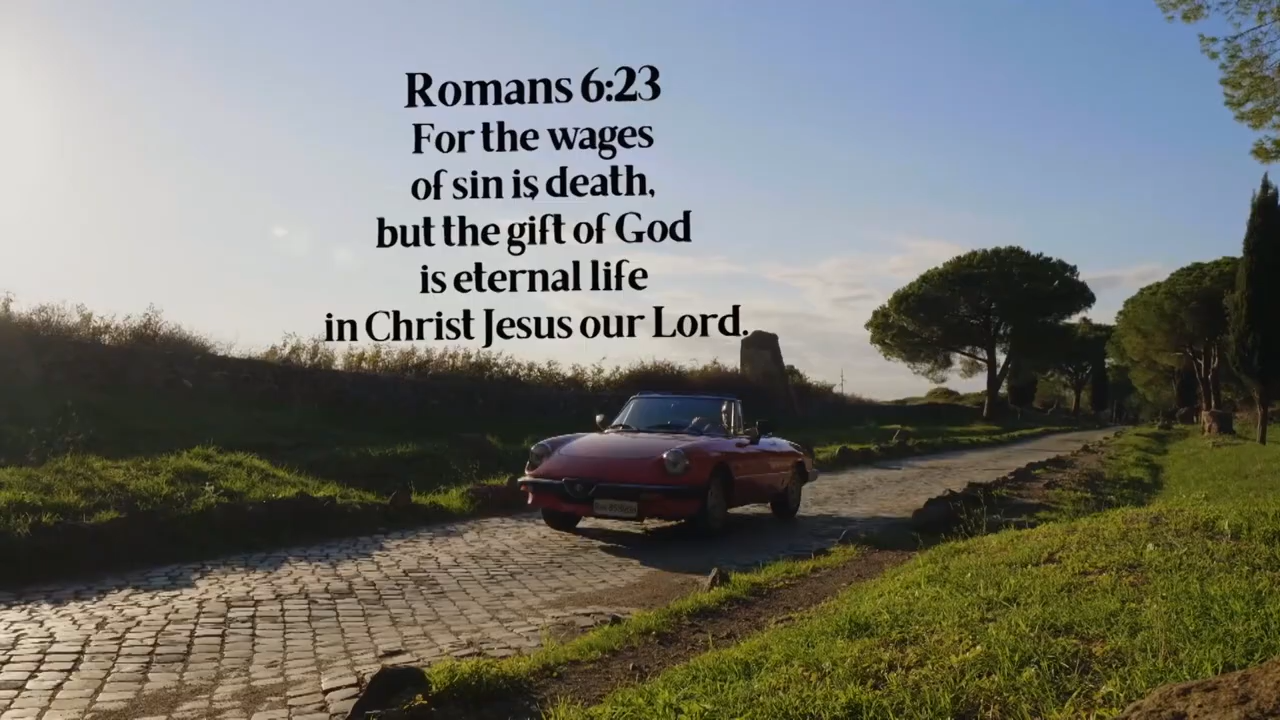 Romans 6:23
For the wages
of sin is death,
but the gift of God
is eternal life
in Christ Jesus our Lord.